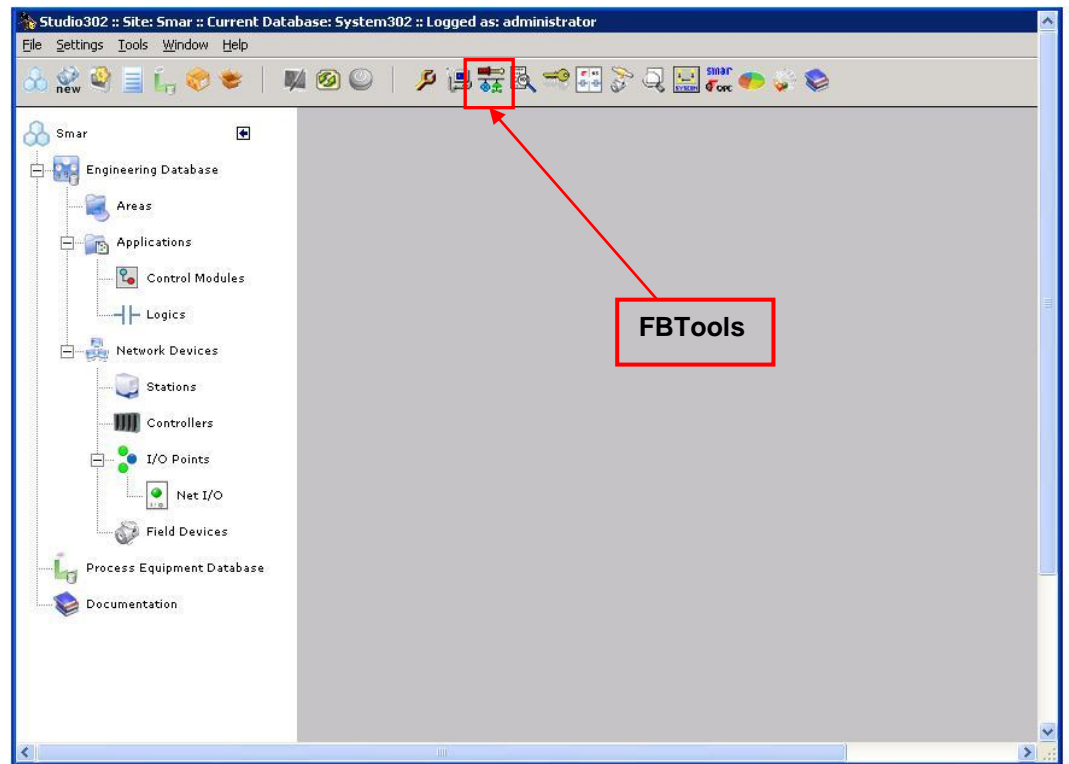 Studio302 :: Site: Smar :: Current Database: System302 :: Logged as: administrator
File Settings Tools Window Help
new
SYSCON
smar
OPC
Smar
Engineering Database
Areas
Applications
Control Modules
Logics
FBTools
Network Devices
Stations
Controllers
I/O Points
Net I/O
Field Devices
Process Equipment Database
Documentation